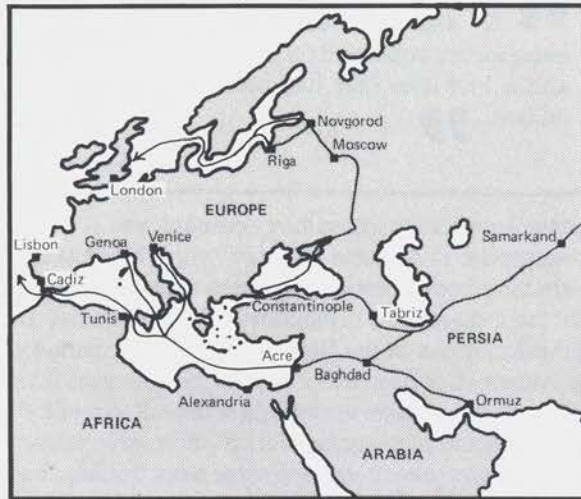 Novgorod
Moscow
Riga
London
EUROPE
Lisbon
Genoa
Venice
Samarkand
Cadiz
Constantinople
Tabriz
Tunis
PERSIA
Acre
Baghdad
Alexandria
Ormuz
AFRICA
ARABIA